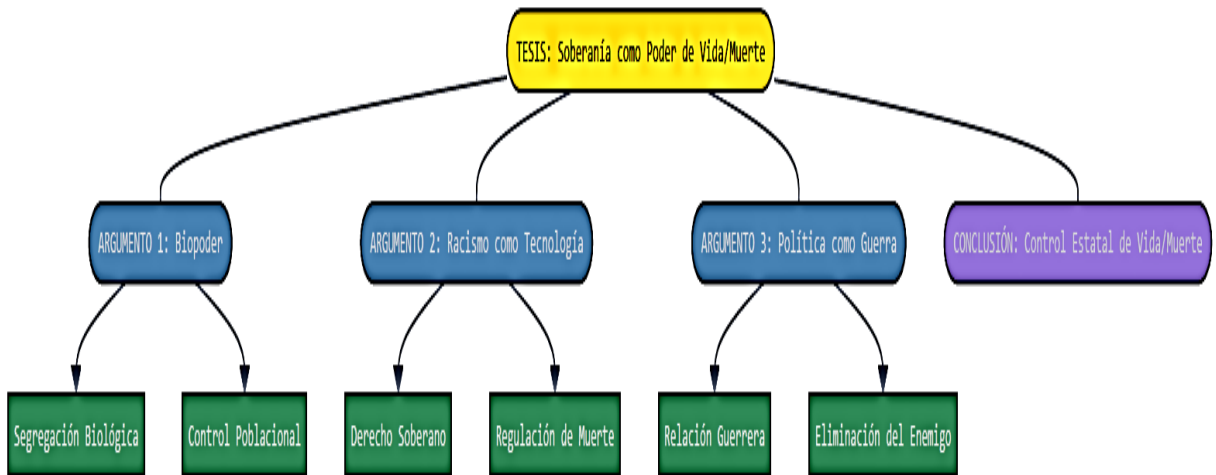 TESIS: Soberanía como Poder de Vida/Muerte
ARGUMENTO 1: Biopoder
ARGUMENTO 2: Racismo como Tecnología
ARGUMENTO 3: Política como Guerra
CONCLUSIÓN: Control Estatal de Vida/Muerte
Segregación Biológica
Control Poblacional
Derecho Soberano
Regulación de Muerte
Relación Guerrera
Eliminación del Enemigo